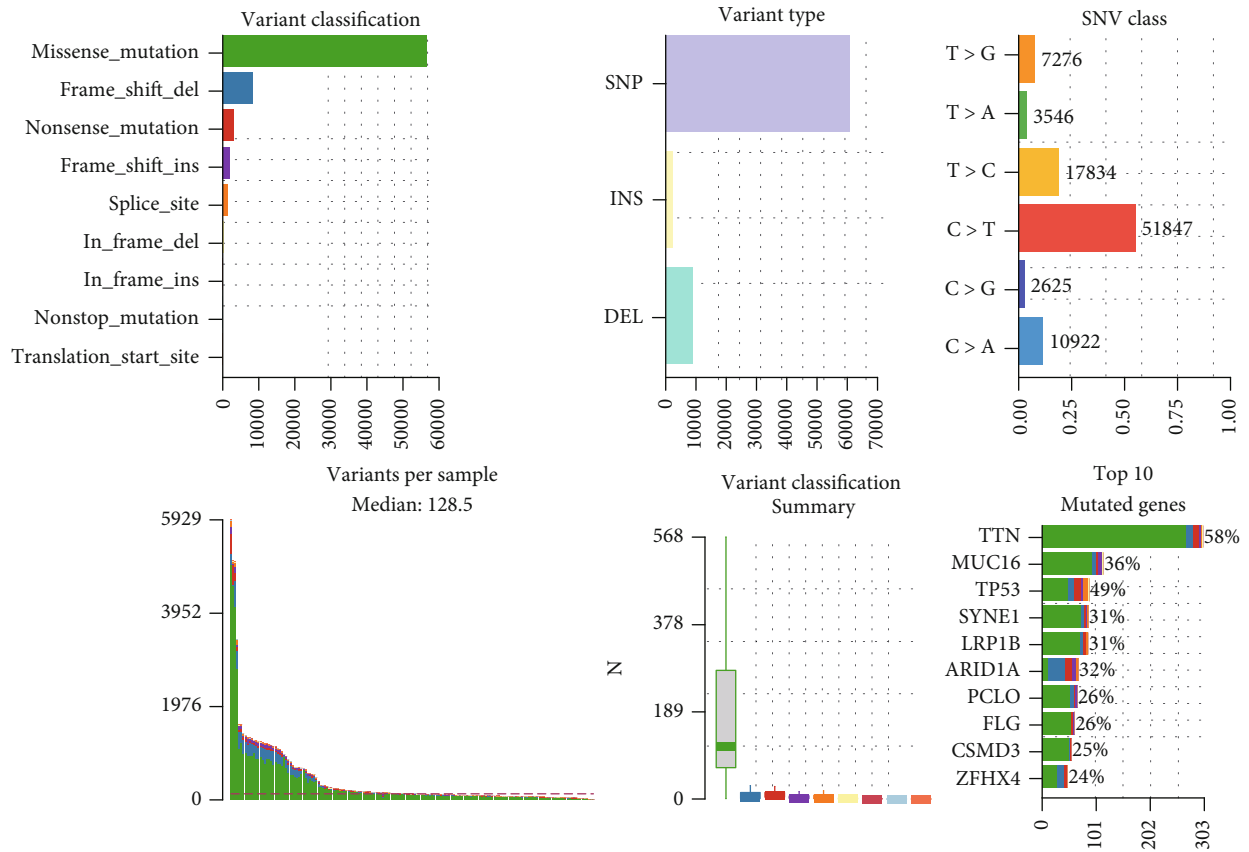 Variant classification
Missense_mutation
Frame_shift_del
Nonsense_mutation
Frame_shift_ins
Splice_site
In_frame_del
In_frame_ins
Nonstop_mutation
Translation_start_site
0
10000
20000
30000
40000
50000
60000
Variant type
SNP
INS
DEL
0
10000
20000
30000
40000
50000
60000
70000
SNV class
T > G
7276
T > A
3546
T > C
17834
C > T
51847
C > G
2625
C > A
10922
0.00
0.25
0.50
0.75
1.00
Variants per sample
Median: 128.5
5929
3952
1976
0
Variant classification
Summary
N
568
378
189
0
Top 10
Mutated genes
TTN
58%
MUC16
36%
TP53
49%
SYNE1
31%
LRP1B
31%
ARID1A
32%
PCLO
26%
FLG
26%
CSMD3
25%
ZFHX4
24%
0
101
202
303